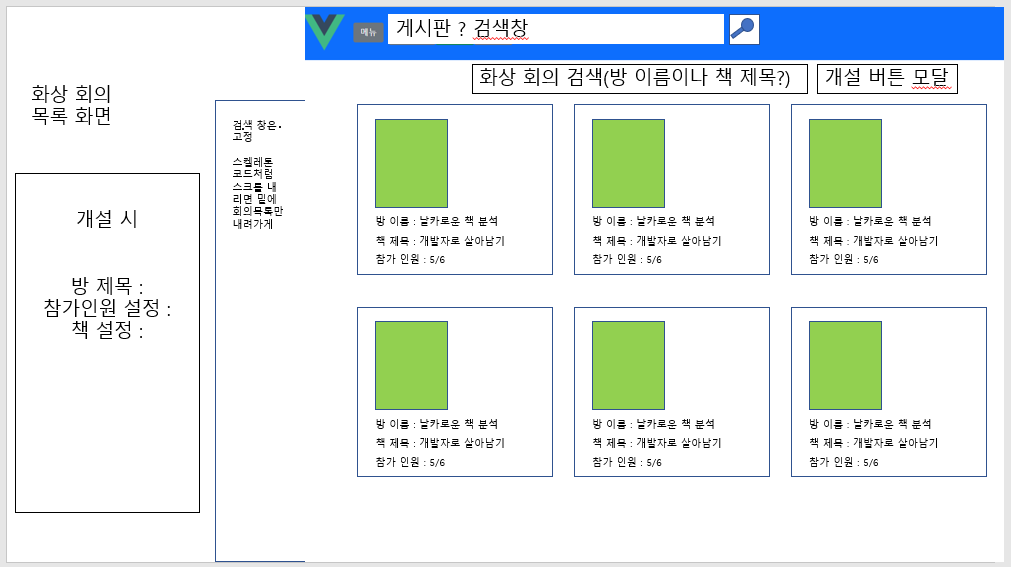 메뉴
게시판 ? 검색창
화상 회의 검색(방 이름이나 책 제목?)
개설 버튼 모달
화상 회의
목록 화면
개설 시
방 제목 :
참가인원 설정 :
책 설정 :
검색 창은.
고정
스켈레톤
코드처럼
스크롤 내
리면 밑에
회의목록만
내려가게
방 이름 : 날카로운 책 분석
책 제목 : 개발자로 살아남기
참가 인원 : 5/6
방 이름 : 날카로운 책 분석
책 제목 : 개발자로 살아남기
참가 인원 : 5/6
방 이름 : 날카로운 책 분석
책 제목 : 개발자로 살아남기
참가 인원 : 5/6
방 이름 : 날카로운 책 분석
책 제목 : 개발자로 살아남기
참가 인원 : 5/6
방 이름 : 날카로운 책 분석
책 제목 : 개발자로 살아남기
참가 인원 : 5/6
방 이름 : 날카로운 책 분석
책 제목 : 개발자로 살아남기
참가 인원 : 5/6